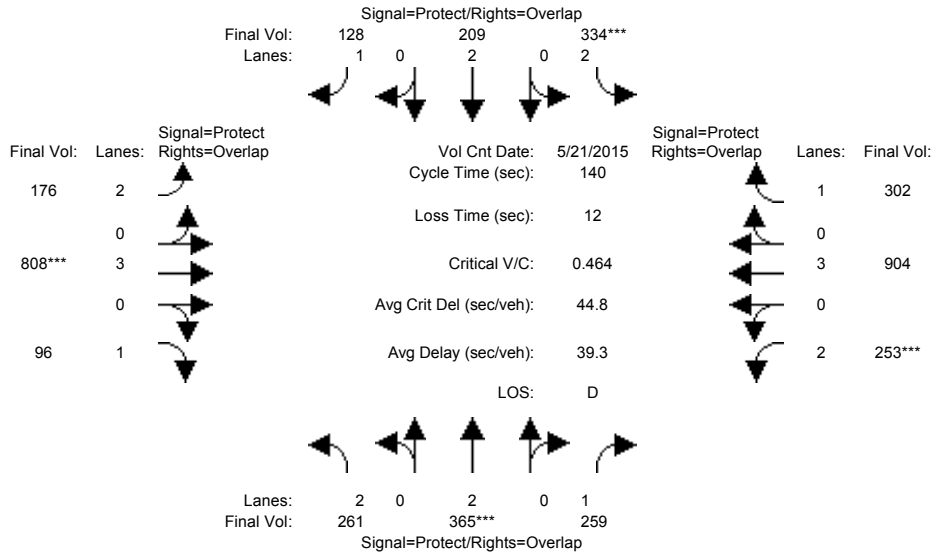 Signal=Protect/Rights=Overlap
Final Vol: 128 209 334***
Lanes: 1 0 2 0 2
Signal=Protect
Final Vol: Lanes: Rights=Overlap
Vol Cnt Date: 5/21/2015
Signal=Protect
Rights=Overlap Lanes: Final Vol:
Cycle Time (sec): 140
176 2
1 302
Loss Time (sec): 12
0
0
808*** 3
Critical V/C: 0.464
3 904
0
Avg Crit Del (sec/veh): 44.8
0
96 1
Avg Delay (sec/veh): 39.3
2 253***
LOS: D
Lanes: 2 0 2 0 1
Final Vol: 261 365*** 259
Signal=Protect/Rights=Overlap